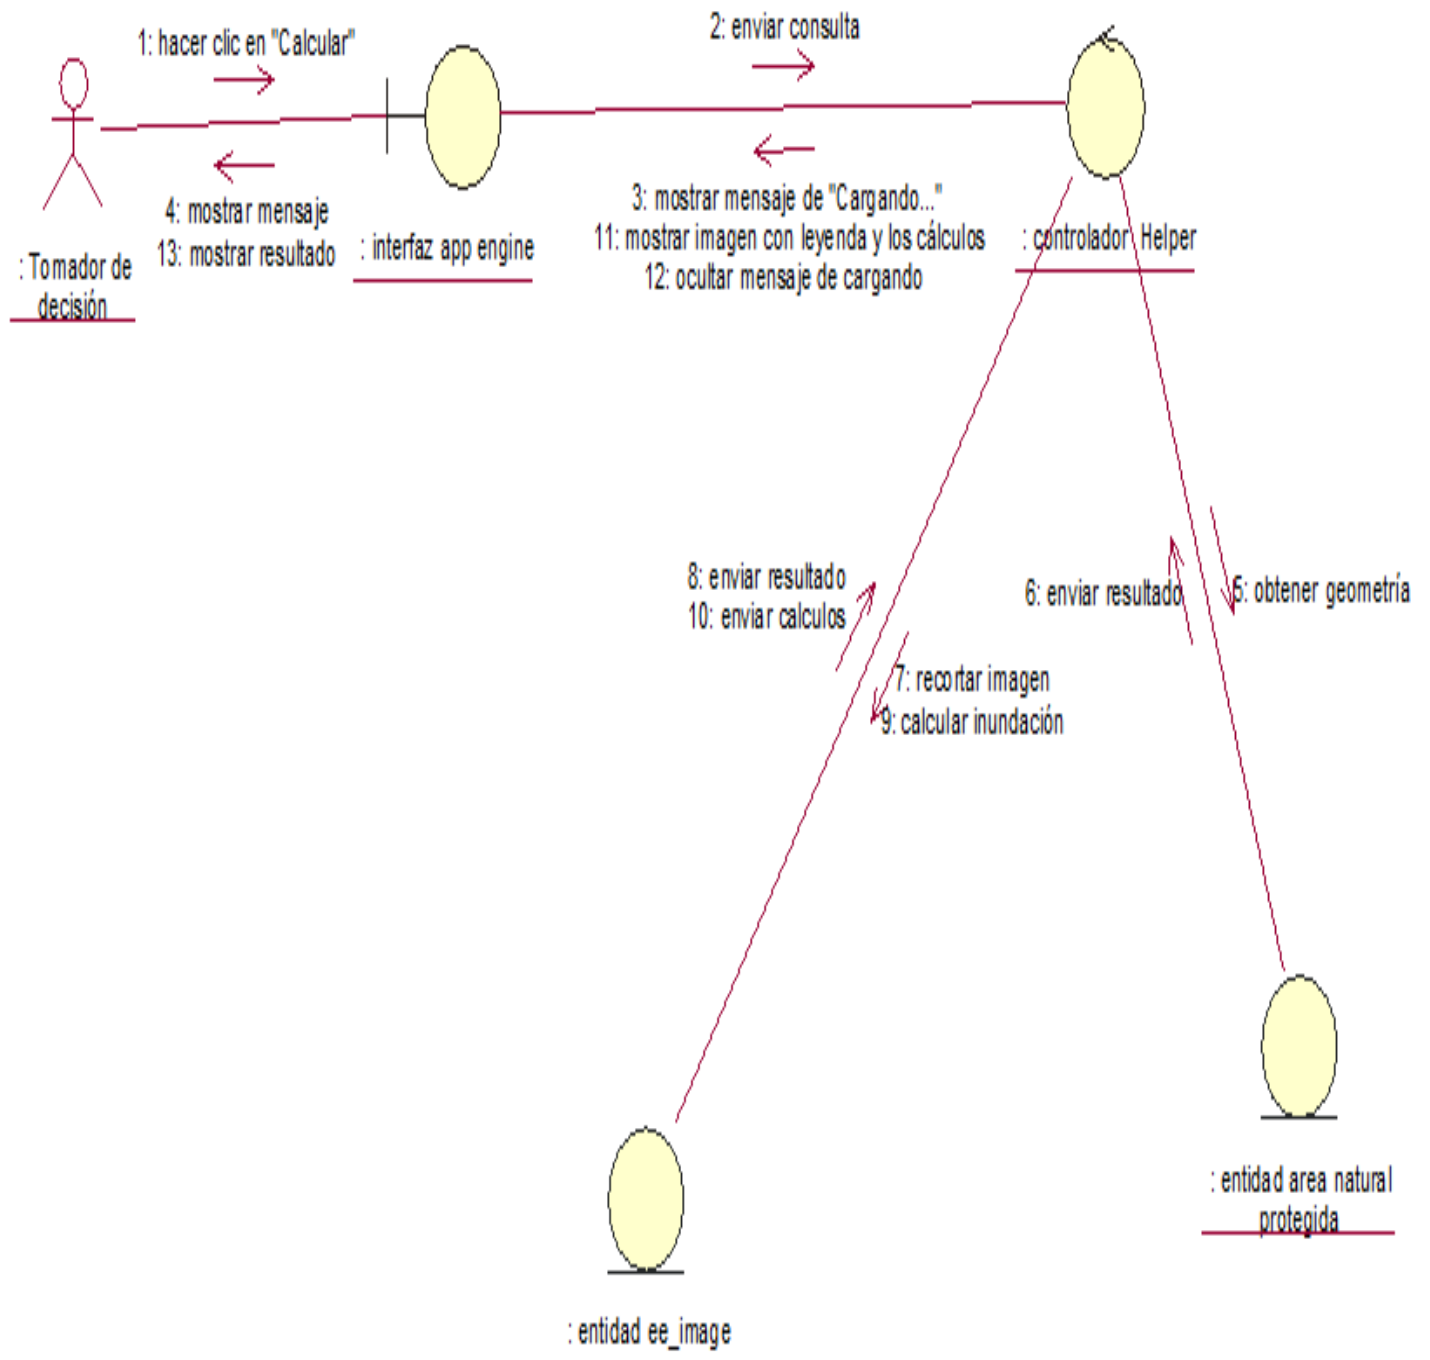 1: hacer clic en "Calcular"
2: enviar consulta
4: mostrar mensaje
13: mostrar resultado
3: mostrar mensaje de "Cargando..."
11: mostrar imagen con leyenda y los cálculos
12: ocultar mensaje de cargando
: Tomador de
decisión
: interfaz app engine
: controlador Helper
8: enviar resultado
10: enviar calculos
6: enviar resultado
5: obtener geometría
7: recortar imagen
9: calcular inundación
: entidad area natural
protegida
: entidad ee_image